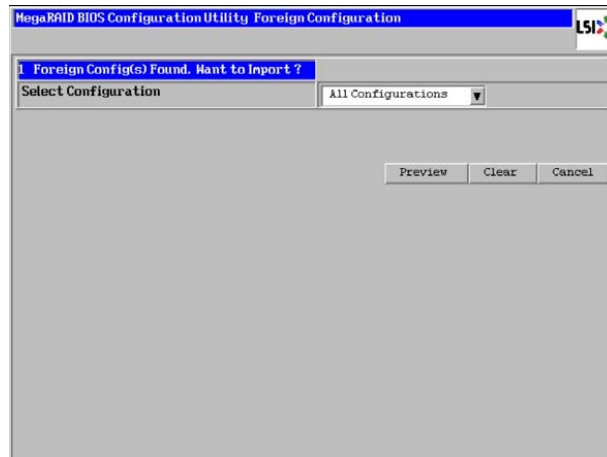 MegaRAID BIOS Configuration Utility Foreign Configuration
LSI
1 Foreign Config(s) Found. Want to Import ?
Select Configuration All Configurations
Preview Clear Cancel